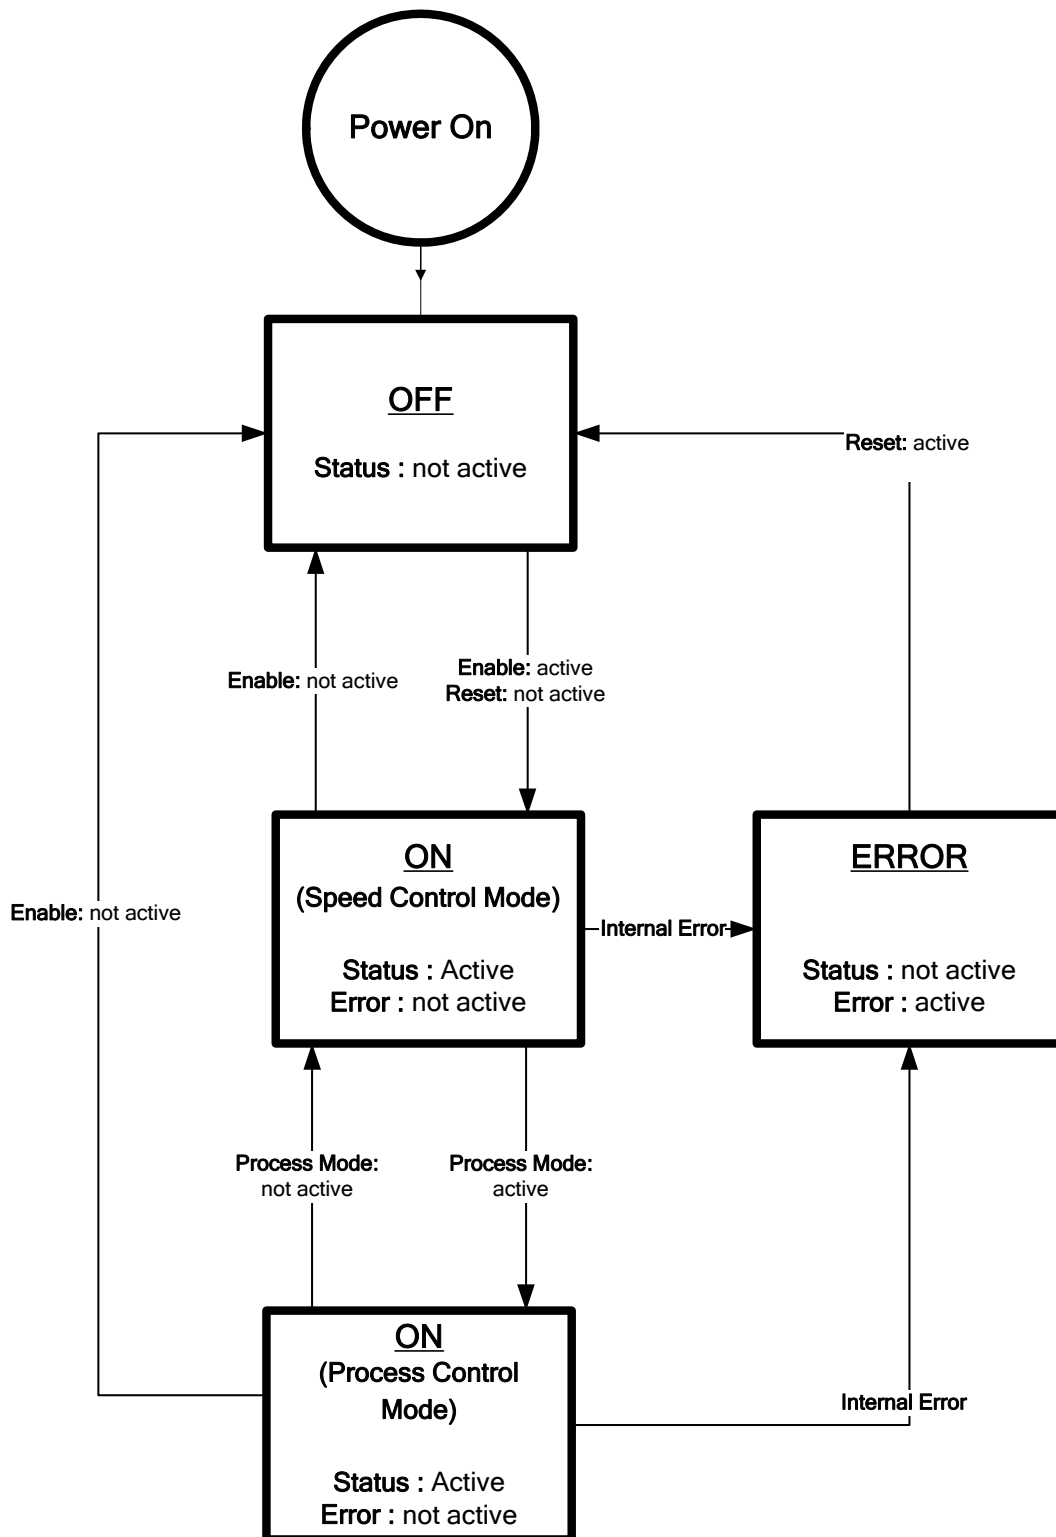 Power On
OFF
Status : not active
Reset: active
Enable: not active
Enable: active
Reset: not active
ON
(Speed Control Mode)
Status : Active
Error : not active
Internal Error
ERROR
Status : not active
Error : active
Enable: not active
Process Mode:
not active
Process Mode:
active
ON
(Process Control
Mode)
Status : Active
Error : not active
Internal Error